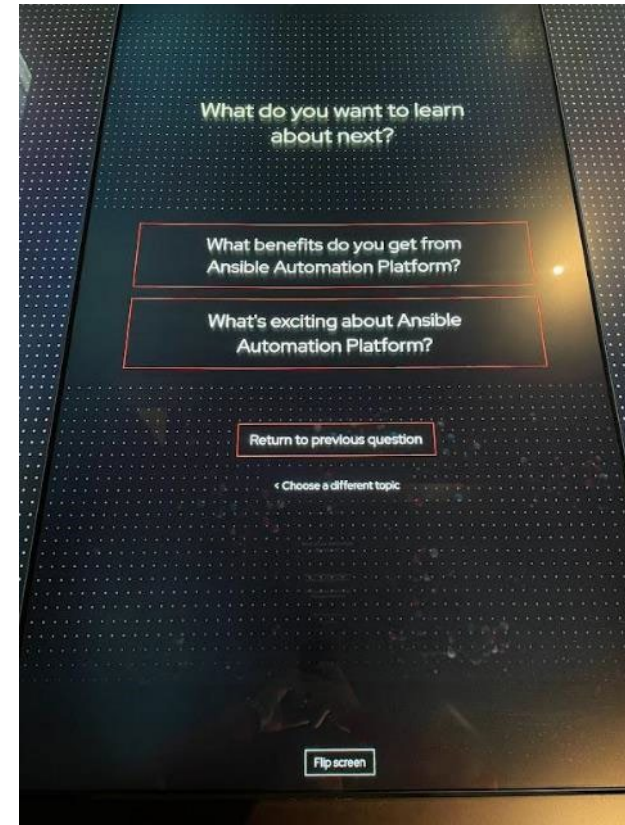 What do you want to learn
about next?
What benefits do you get from
Ansible Automation Platform?
What's exciting about Ansible
Automation Platform?
Return to previous question
< Choose a different topic
Flip screen